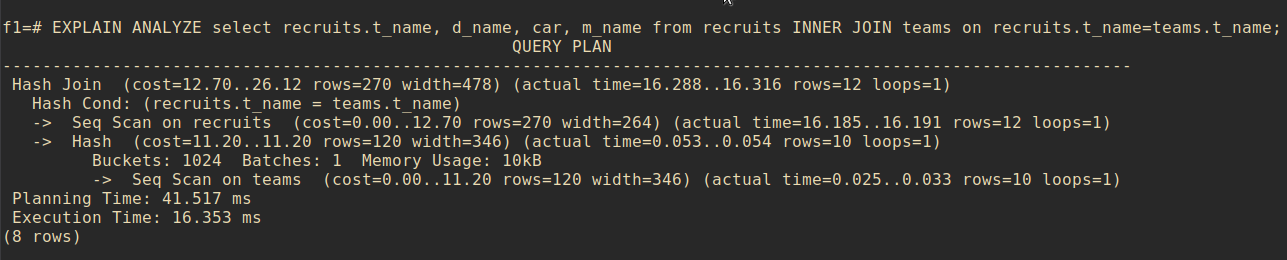 f1=# EXPLAIN ANALYZE select recruits.t_name, d_name, car, m_name from recruits INNER JOIN teams on recruits.t_name=teams.t_name;
QUERY PLAN
-----------------------------------------------------------------------------------------------------------------
Hash Join  (cost=12.70..26.12 rows=270 width=478) (actual time=16.288..16.316 rows=12 loops=1)
Hash Cond: (recruits.t_name = teams.t_name)
->  Seq Scan on recruits  (cost=0.00..12.70 rows=270 width=264) (actual time=16.185..16.191 rows=12 loops=1)
->  Hash  (cost=11.20..11.20 rows=120 width=346) (actual time=0.053..0.054 rows=10 loops=1)
Buckets: 1024  Batches: 1  Memory Usage: 10kB
->  Seq Scan on teams  (cost=0.00..11.20 rows=120 width=346) (actual time=0.025..0.033 rows=10 loops=1)
Planning Time: 41.517 ms
Execution Time: 16.353 ms
(8 rows)